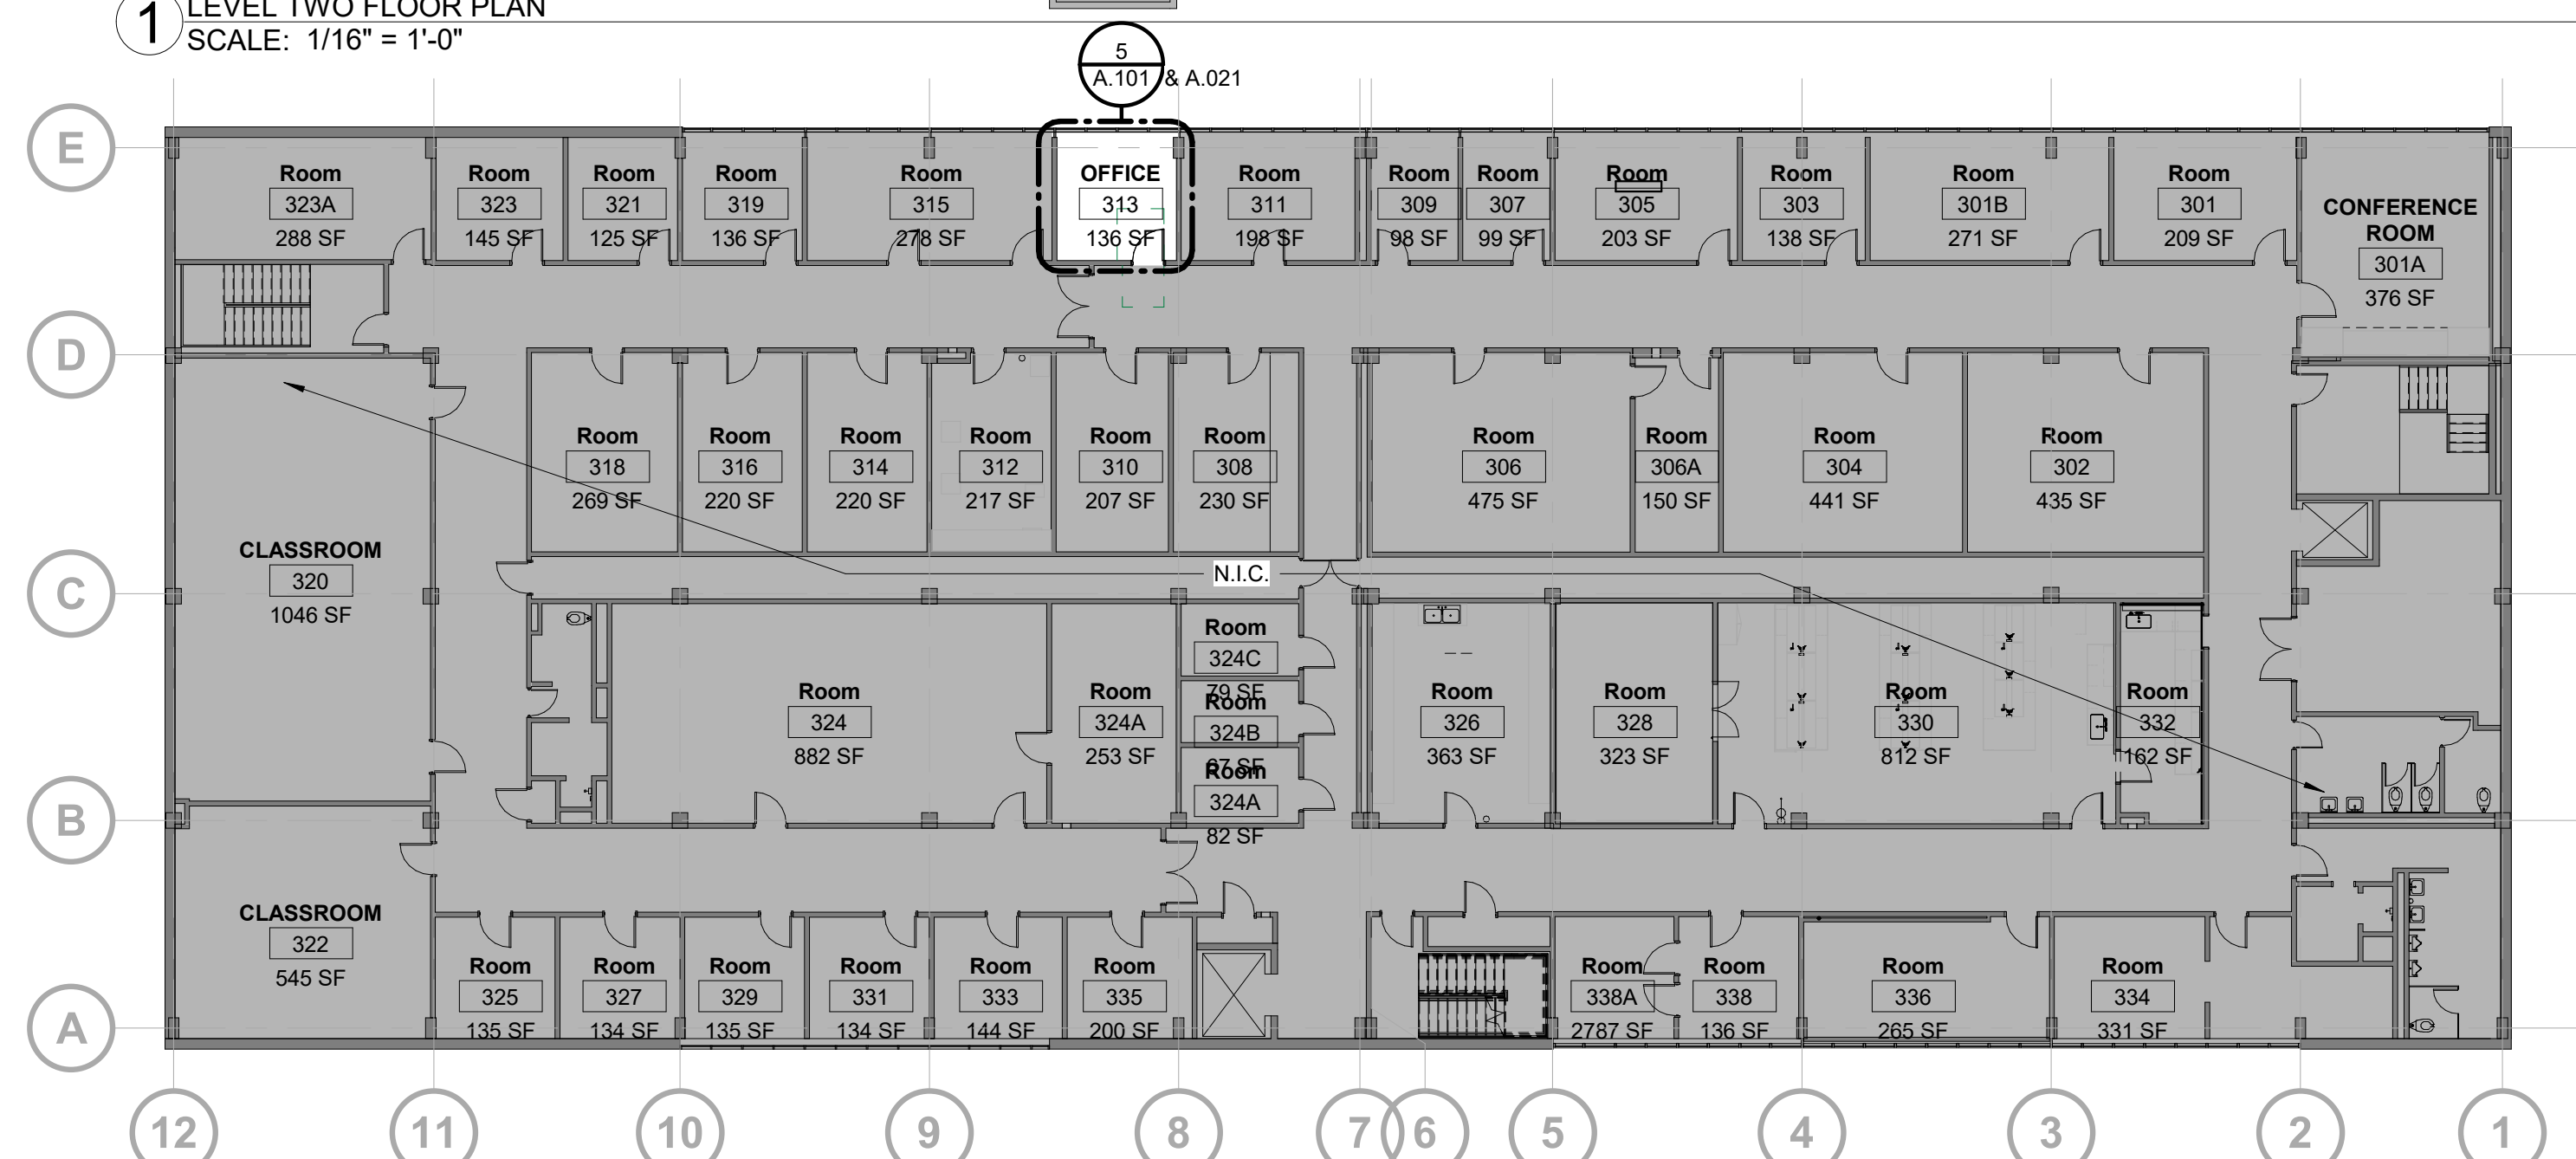 1
LEVEL TWO FLOOR PLAN
SCALE: 1/16" = 1'-0"
5
A.101 & A.021
E
D
C
B
A
Room
323A
288 SF
Room
323
145 SF
Room
321
125 SF
Room
319
136 SF
Room
315
278 SF
OFFICE
313
136 SF
Room
311
198 SF
Room
309
98 SF
Room
307
99 SF
Room
305
203 SF
Room
303
138 SF
Room
301B
271 SF
Room
301
209 SF
CONFERENCE
ROOM
301A
376 SF
Room
318
269 SF
Room
316
220 SF
Room
314
220 SF
Room
312
217 SF
Room
310
207 SF
Room
308
230 SF
Room
306
475 SF
Room
306A
150 SF
Room
304
441 SF
Room
302
435 SF
CLASSROOM
320
1046 SF
N.I.C.
Room
324
882 SF
Room
324A
253 SF
Room
324C
79 SF
Room
324B
67 SF
Room
324A
82 SF
Room
326
363 SF
Room
328
323 SF
Room
330
812 SF
Room
332
162 SF
CLASSROOM
322
545 SF
Room
325
135 SF
Room
327
134 SF
Room
329
135 SF
Room
331
134 SF
Room
333
144 SF
Room
335
200 SF
Room
338A
2787 SF
Room
338
136 SF
Room
336
265 SF
Room
334
331 SF
12
11
10
9
8
7
6
5
4
3
2
1